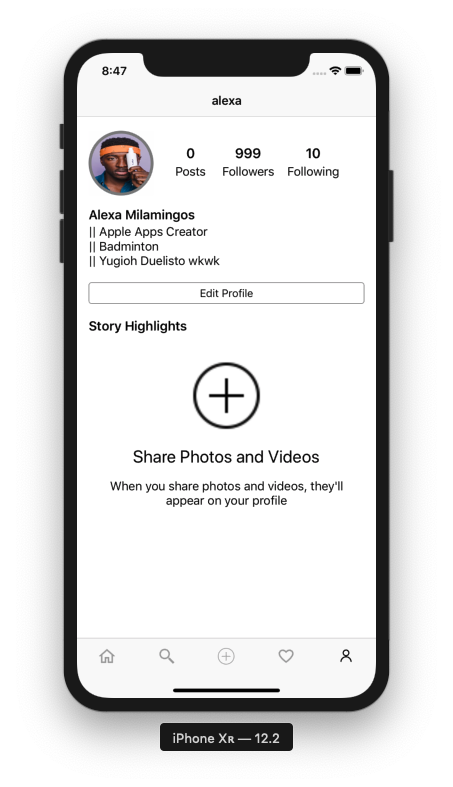 8:47
alexa
0 999 10
Posts Followers Following
Alexa Milamingos
|| Apple Apps Creator
|| Badminton
|| Yugioh Duelisto wkwk
Edit Profile
Story Highlights
Share Photos and Videos
When you share photos and videos, they'll
appear on your profile
iPhone Xʀ — 12.2